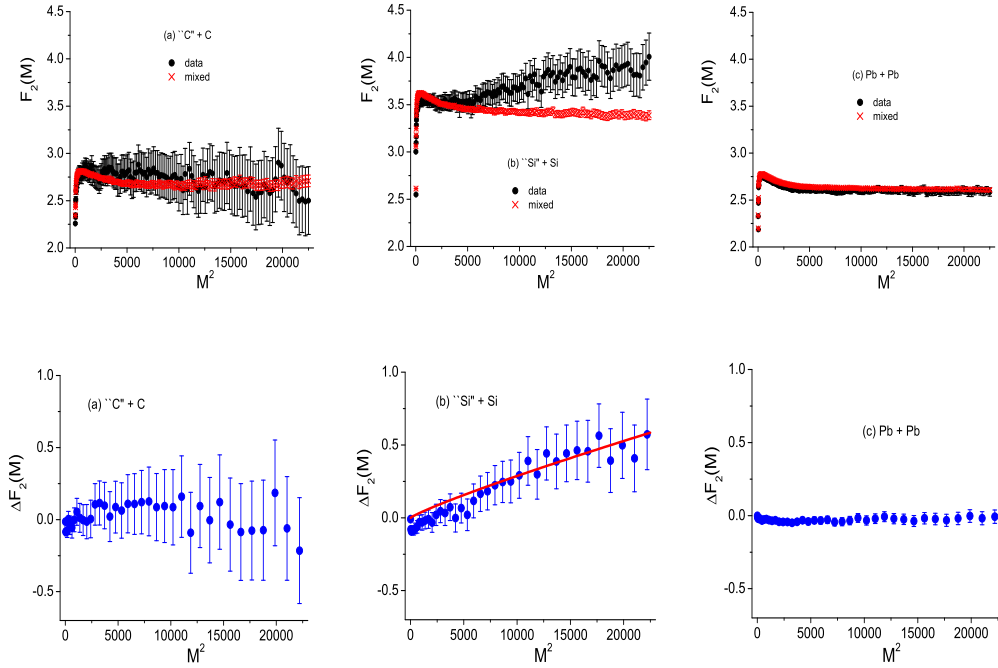 (a) ``C" + C
data
mixed
F2(M)
4.5
4.0
3.5
3.0
2.5
2.0
0 5000 10000 15000 20000
M²
(b) ``Si" + Si
data
mixed
F2(M)
4.5
4.0
3.5
3.0
2.5
2.0
0 5000 10000 15000 20000
M²
(c) Pb + Pb
data
mixed
F2(M)
4.5
4.0
3.5
3.0
2.5
2.0
0 5000 10000 15000 20000
M²
(a) ``C" + C
ΔF2(M)
1.0
0.5
0.0
-0.5
0 5000 10000 15000 20000
M²
(b) ``Si" + Si
ΔF2(M)
1.0
0.5
0.0
-0.5
0 5000 10000 15000 20000
M²
(c) Pb + Pb
ΔF2(M)
1.0
0.5
0.0
-0.5
0 5000 10000 15000 20000
M²